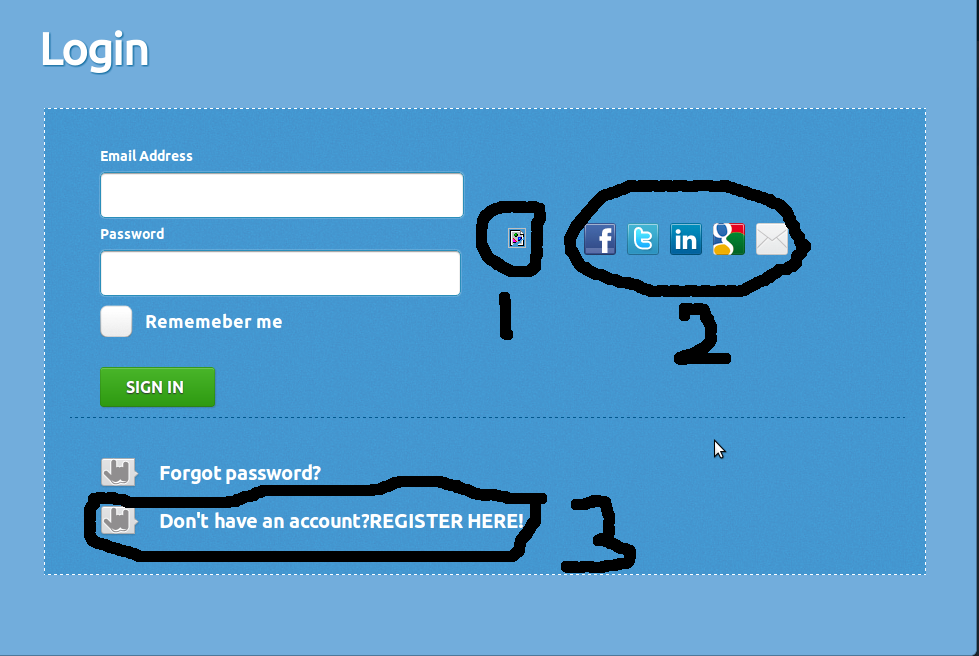 Login
Email Address
Password
1
f t in g
2
Rememeber me
SIGN IN
Forgot password?
Don't have an account?REGISTER HERE!
3